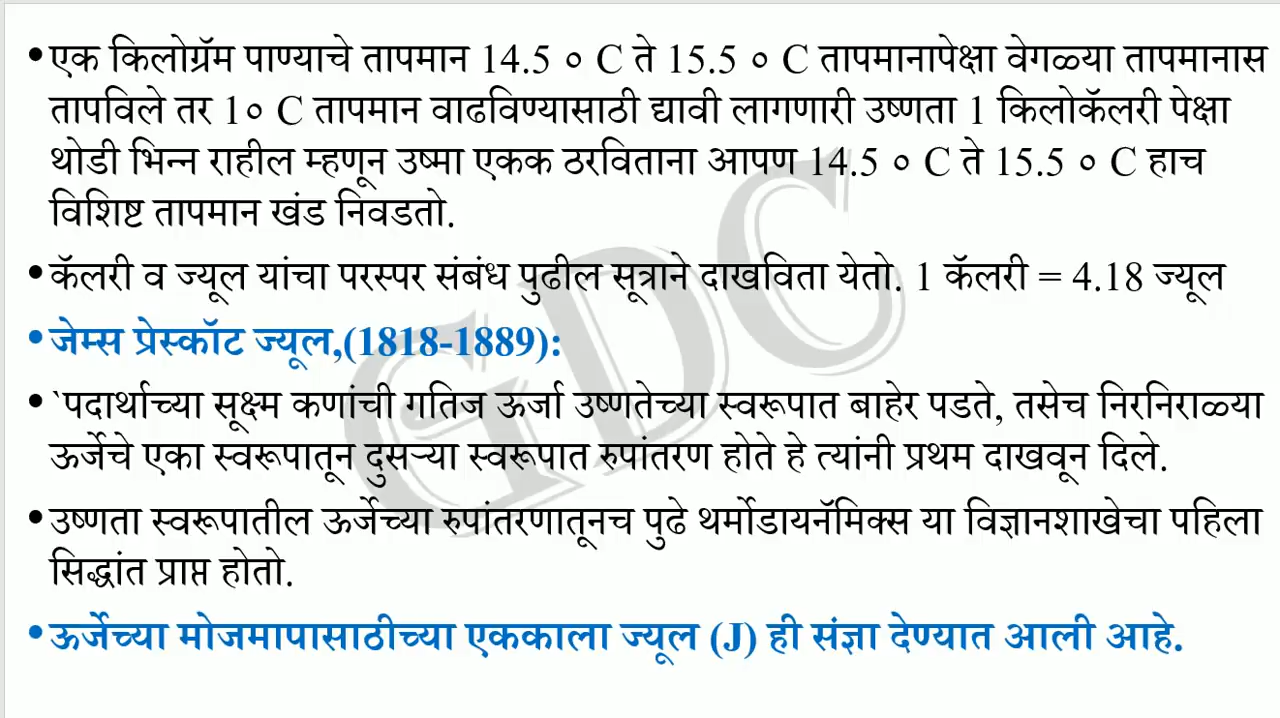 • एक किलोग्रॅम पाण्याचे तापमान 14.5 ० C ते 15.5 ० C तापमानापेक्षा वेगळ्या तापमानास
तापविले तर 1० C तापमान वाढविण्यासाठी द्यावी लागणारी उष्णता 1 किलोकॅलरी पेक्षा
थोडी भिन्न राहील म्हणून उष्मा एकक ठरविताना आपण 14.5 ० C ते 15.5 ० C हाच
विशिष्ट तापमान खंड निवडतो.
• कॅलरी व ज्यूल यांचा परस्पर संबंध पुढील सूत्राने दाखविता येतो. 1 कॅलरी = 4.18 ज्यूल
• जेम्स प्रेस्कॉट ज्यूल,(1818-1889):
• `पदार्थाच्या सूक्ष्म कणांची गतिज ऊर्जा उष्णतेच्या स्वरूपात बाहेर पडते, तसेच निरनिराळ्या
ऊर्जेचे एका स्वरूपातून दुसऱ्या स्वरूपात रुपांतरण होते हे त्यांनी प्रथम दाखवून दिले.
• उष्णता स्वरूपातील ऊर्जेच्या रुपांतरणातूनच पुढे थर्मोडायनॅमिक्स या विज्ञानशाखेचा पहिला
सिद्धांत प्राप्त होतो.
• ऊर्जेच्या मोजमापासाठीच्या एककाला ज्यूल (J) ही संज्ञा देण्यात आली आहे.
GDC